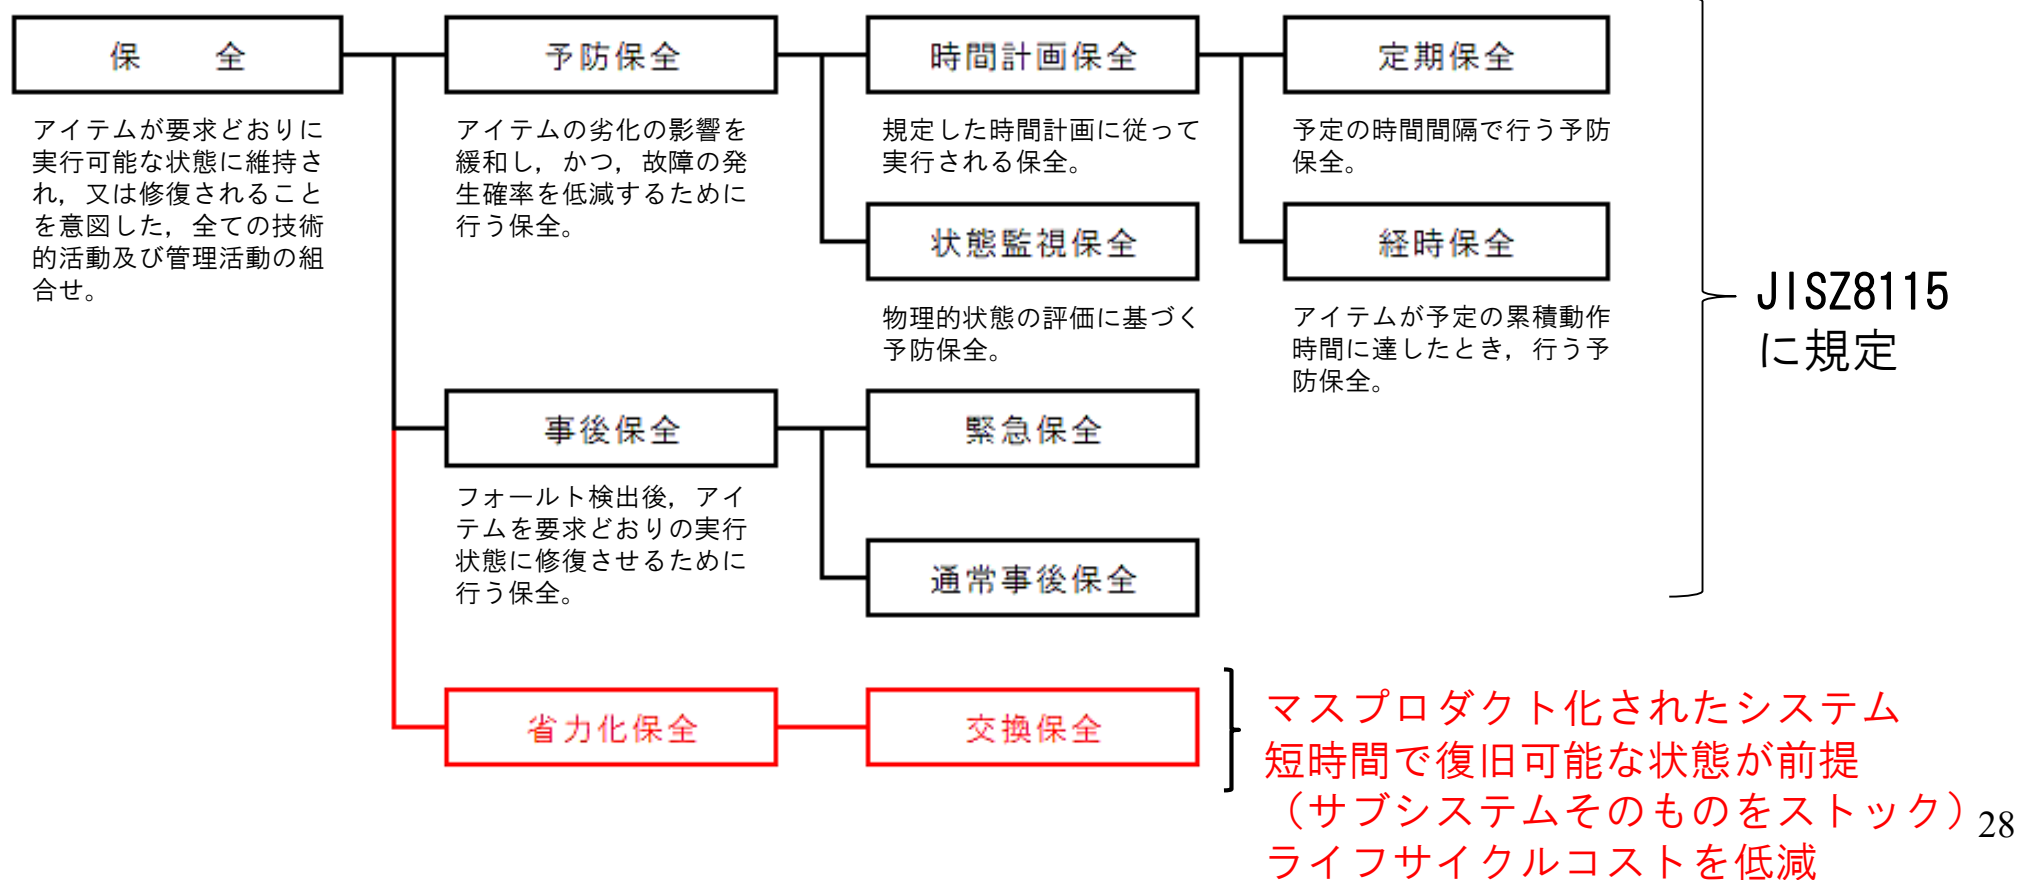 保　　全
予防保全
時間計画保全
定期保全
アイテムが要求どおりに
実行可能な状態に維持さ
れ，又は修復されること
を意図した，全ての技術
的活動及び管理活動の組
合せ。
アイテムの劣化の影響を
緩和し，かつ，故障の発
生確率を低減するために
行う保全。
規定した時間計画に従って
実行される保全。
予定の時間間隔で行う予防
保全。
状態監視保全
経時保全
物理的状態の評価に基づく
予防保全。
アイテムが予定の累積動作
時間に達したとき，行う予
防保全。
JISZ8115
に規定
事後保全
緊急保全
フォールト検出後，アイ
テムを要求どおりの実行
状態に修復させるために
行う保全。
通常事後保全
省力化保全
交換保全
マスプロダクト化されたシステム
短時間で復旧可能な状態が前提
（サブシステムそのものをストック）
ライフサイクルコストを低減
28